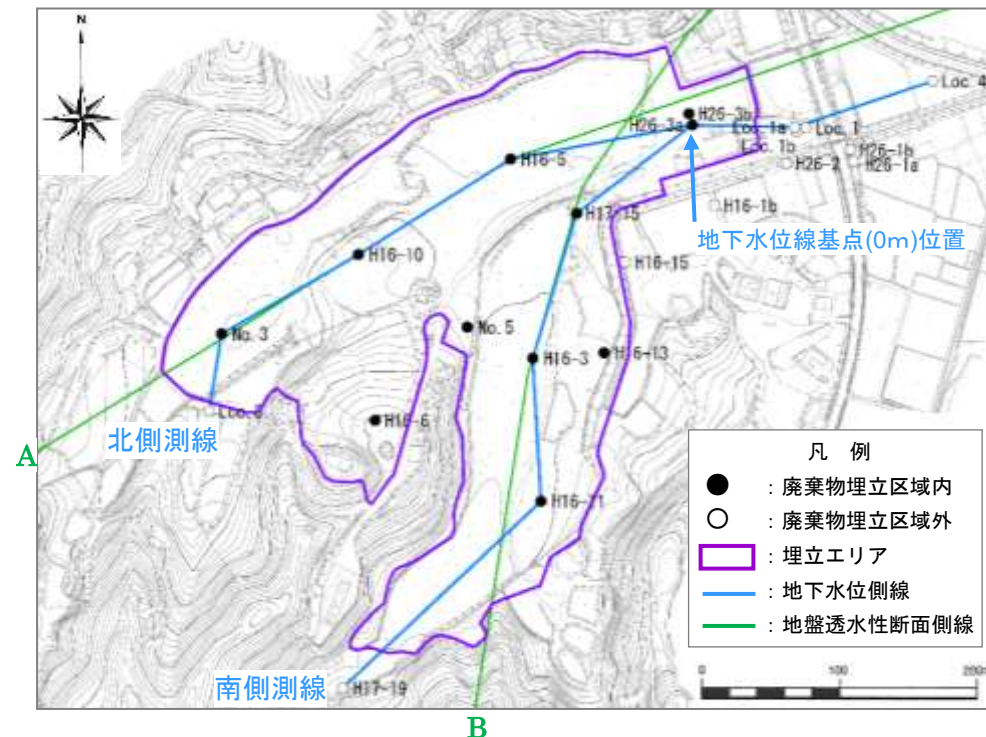 N
Loc. 4
H26-3b
H26-3a
Loc. 1a
Loc. 1
Loc. 1b
H26-1b
H26-2
H26-1a
H16-5
H16-1b
H17-15
地下水位線基点(0m)位置
H16-10
H16-15
No. 3
No. 5
H16-3
H16-13
H16-6
北側測線
A
H16-11
南側測線
H17-19
B
凡 例
：廃棄物埋立区域内
：廃棄物埋立区域外
：埋立エリア
：地下水位側線
：地盤透水性断面側線
0